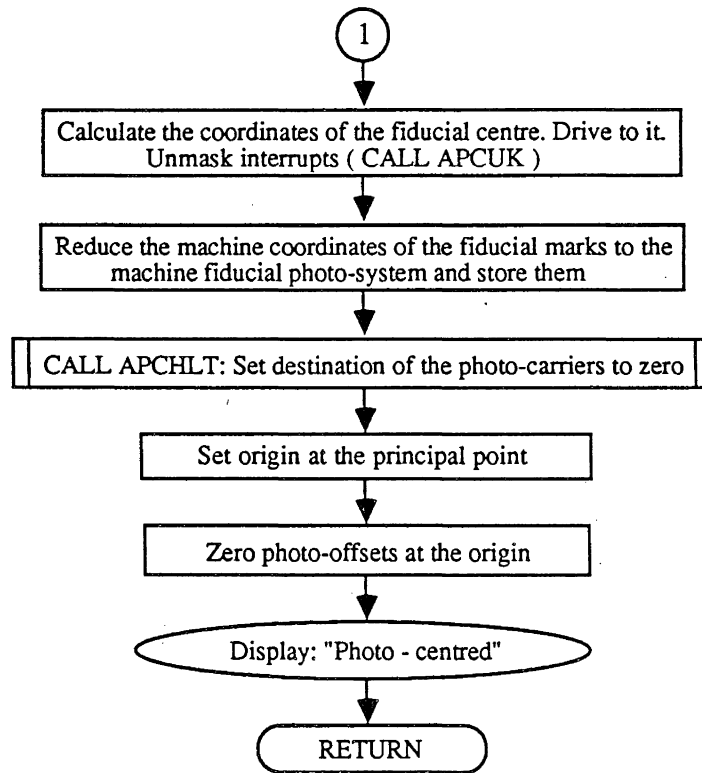 1
Calculate the coordinates of the fiducial centre. Drive to it.
Unmask interrupts ( CALL APCUK )
Reduce the machine coordinates of the fiducial marks to the
machine fiducial photo-system and store them
CALL APCHLT: Set destination of the photo-carriers to zero
Set origin at the principal point
Zero photo-offsets at the origin
Display: "Photo - centred"
RETURN